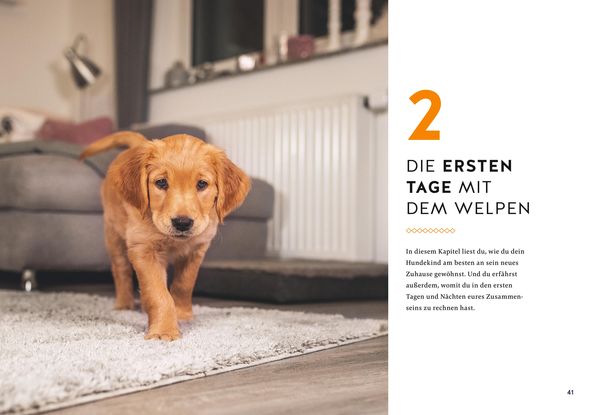 2
DIE ERSTEN
TAGE MIT
DEM WELPEN
In diesem Kapitel liest du, wie du dein
Hundekind am besten an sein neues
Zuhause gewöhnst. Und du erfährst
außerdem, womit du in den ersten
Tagen und Nächten eures Zusammen-
seins zu rechnen hast.
41